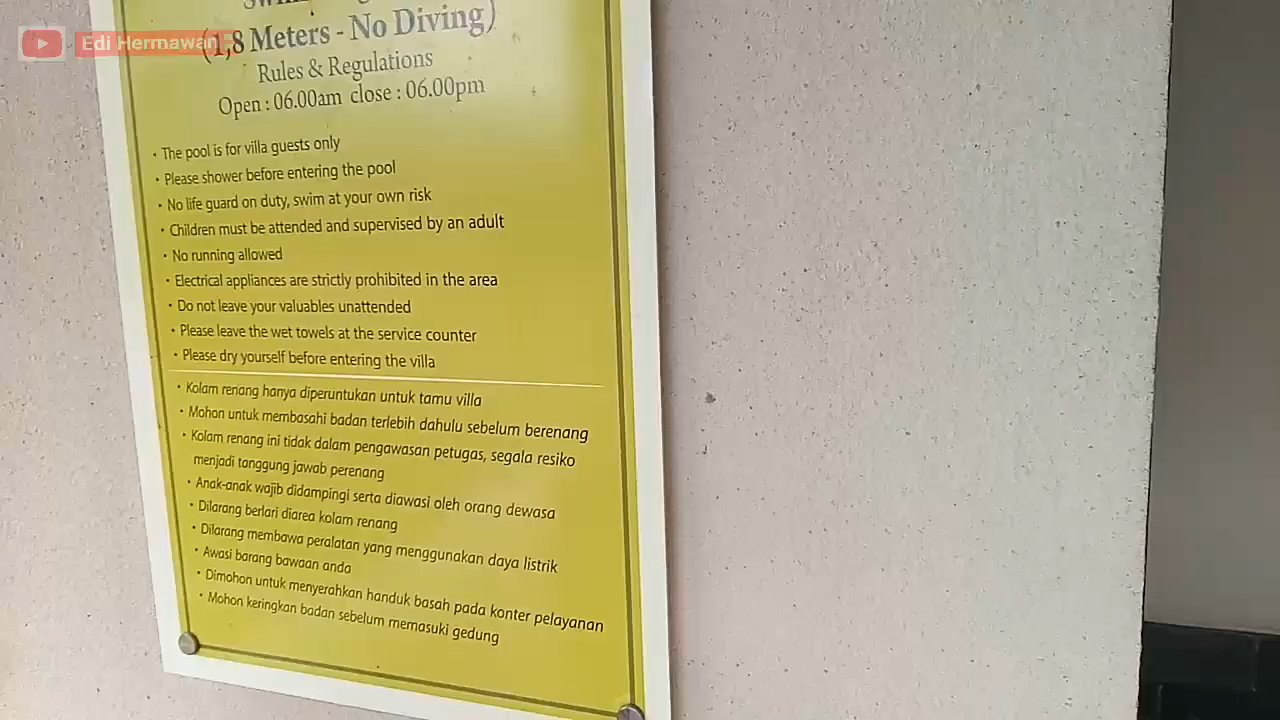 Edi Hermawan
(1,8 Meters - No Diving)
Rules & Regulations
Open : 06.00am close : 06.00pm
• The pool is for villa guests only
• Please shower before entering the pool
• No life guard on duty, swim at your own risk
• Children must be attended and supervised by an adult
• No running allowed
• Electrical appliances are strictly prohibited in the area
• Do not leave your valuables unattended
• Please leave the wet towels at the service counter
• Please dry yourself before entering the villa
• Kolam renang hanya diperuntukan untuk tamu villa
• Mohon untuk membasahi badan terlebih dahulu sebelum berenang
• Kolam renang ini tidak dalam pengawasan petugas, segala resiko
menjadi tanggung jawab perenang
• Anak-anak wajib didampingi serta diawasi oleh orang dewasa
• Dilarang berlari diarea kolam renang
• Dilarang membawa peralatan yang menggunakan daya listrik
• Awasi barang bawaan anda
• Dimohon untuk menyerahkan handuk basah pada konter pelayanan
• Mohon keringkan badan sebelum memasuki gedung